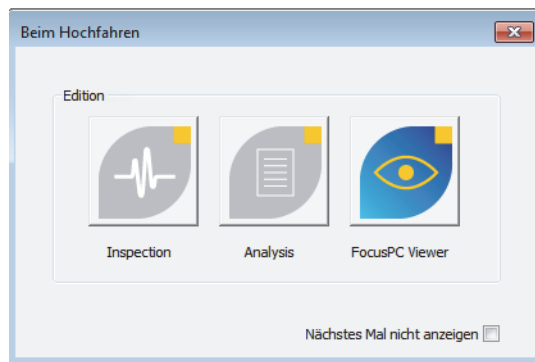 Beim Hochfahren
Edition
Inspection Analysis FocusPC Viewer
Nächstes Mal nicht anzeigen